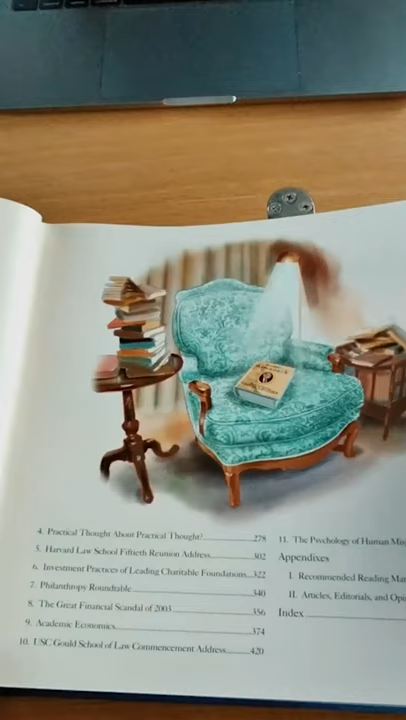 4. Practical Thought About Practical Thought? 278
5. Harvard Law School Fiftieth Reunion Address 302
6. Investment Practices of Leading Charitable Foundations 322
7. Philanthropy Roundtable 340
8. The Great Financial Scandal of 2003 356
9. Academic Economics 374
10. USC Gould School of Law Commencement Address 420
11. The Psychology of Human
Appendixes
I. Recommended Reading
II. Articles, Editorials, and
Index